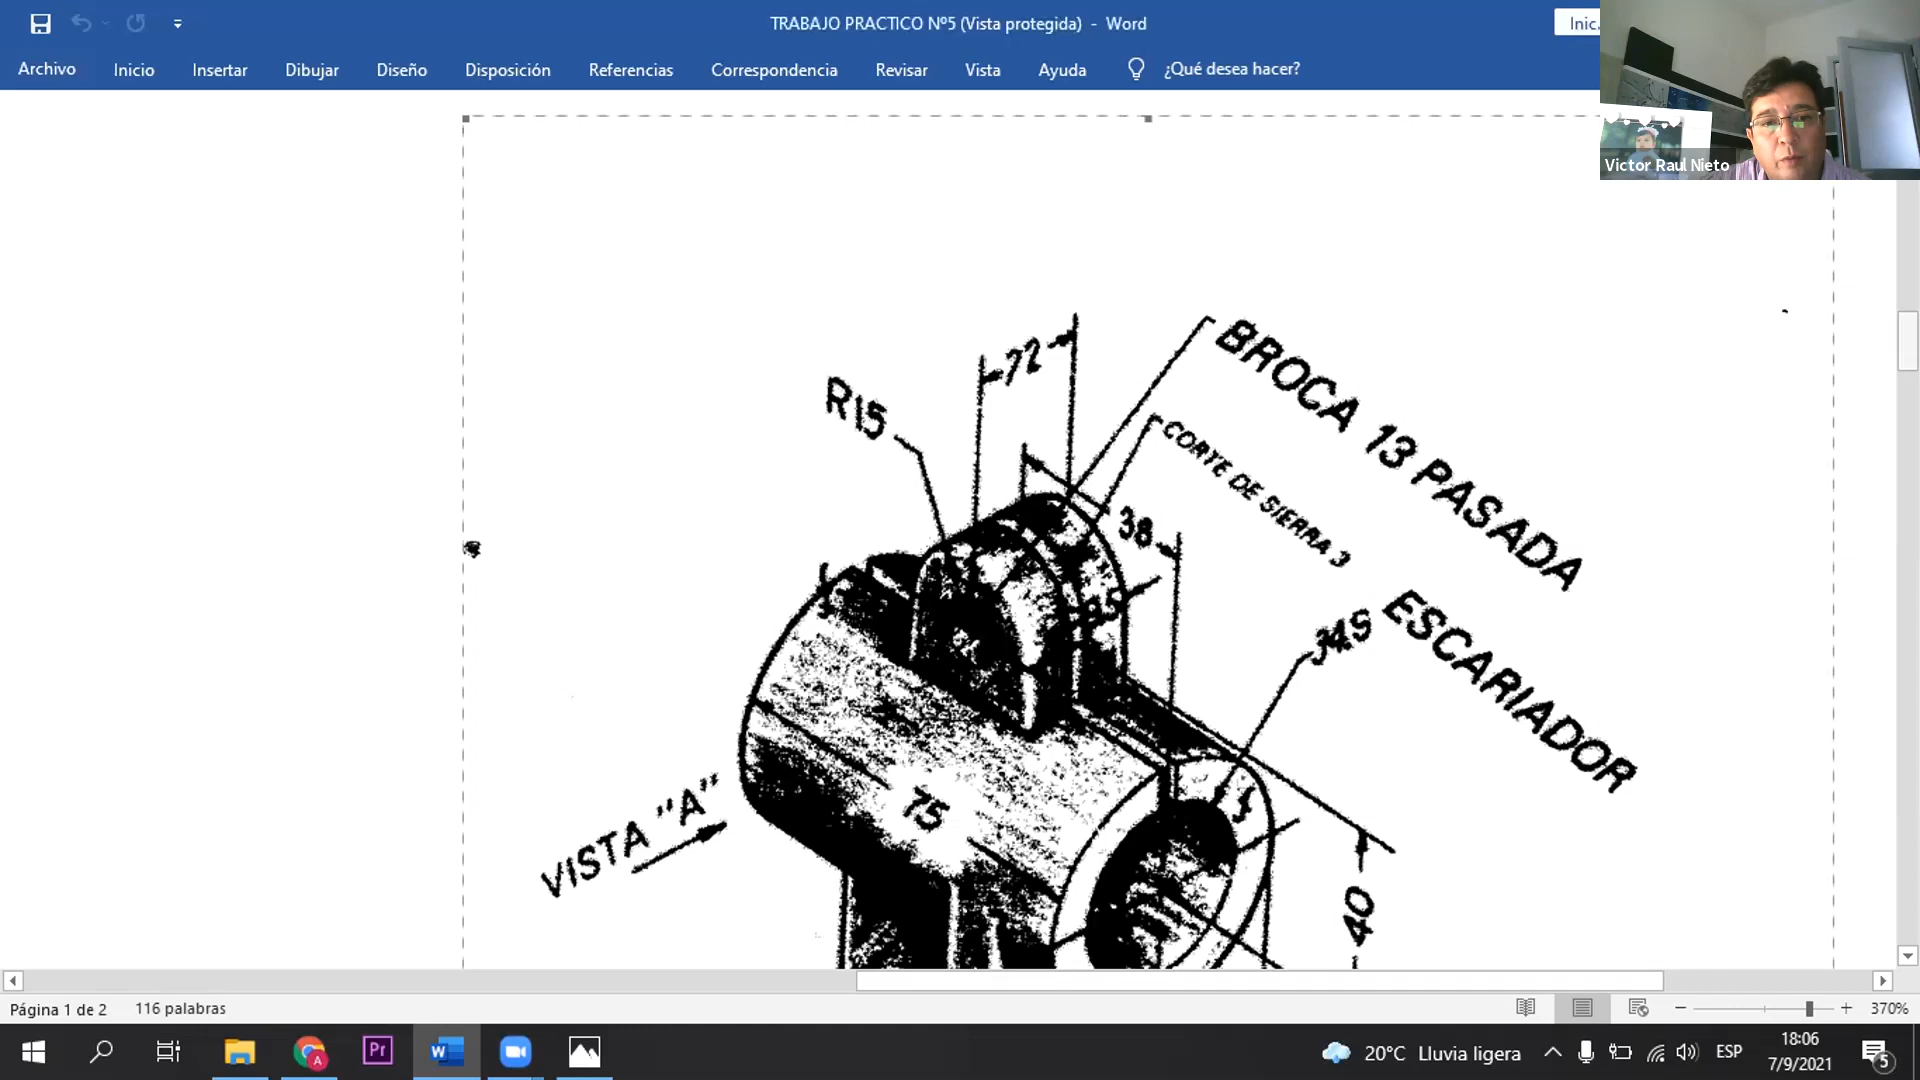 TRABAJO PRACTICO Nº5 (Vista protegida) - Word
Inic.
Archivo Inicio Insertar Dibujar Diseño Disposición Referencias Correspondencia Revisar Vista Ayuda ¿Qué desea hacer?
Victor Raul Nieto
BROCA 13 PASADA
R15
CORTE DE SIERRA 3
38
ESCARIADOR
75
VISTA "A"
40
Página 1 de 2 116 palabras
370%
Pr
W
A
20°C Lluvia ligera
ESP
18:06
7/9/2021
5